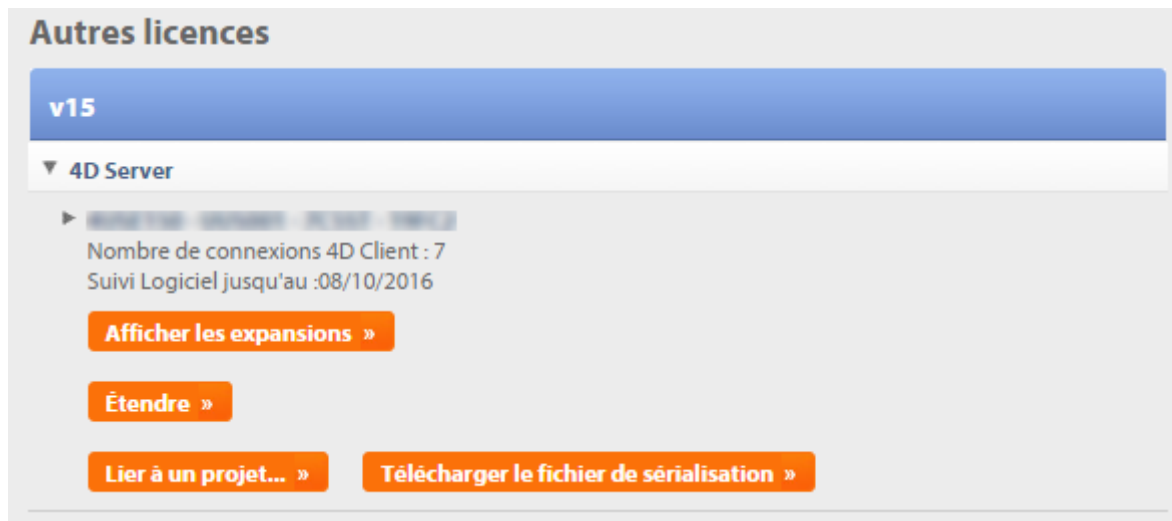 Autres licences
v15
4D Server
Nombre de connexions 4D Client : 7
Suivi Logiciel jusqu'au :08/10/2016
Afficher les expansions »
Étendre »
Lier à un projet... » Télécharger le fichier de sérialisation »